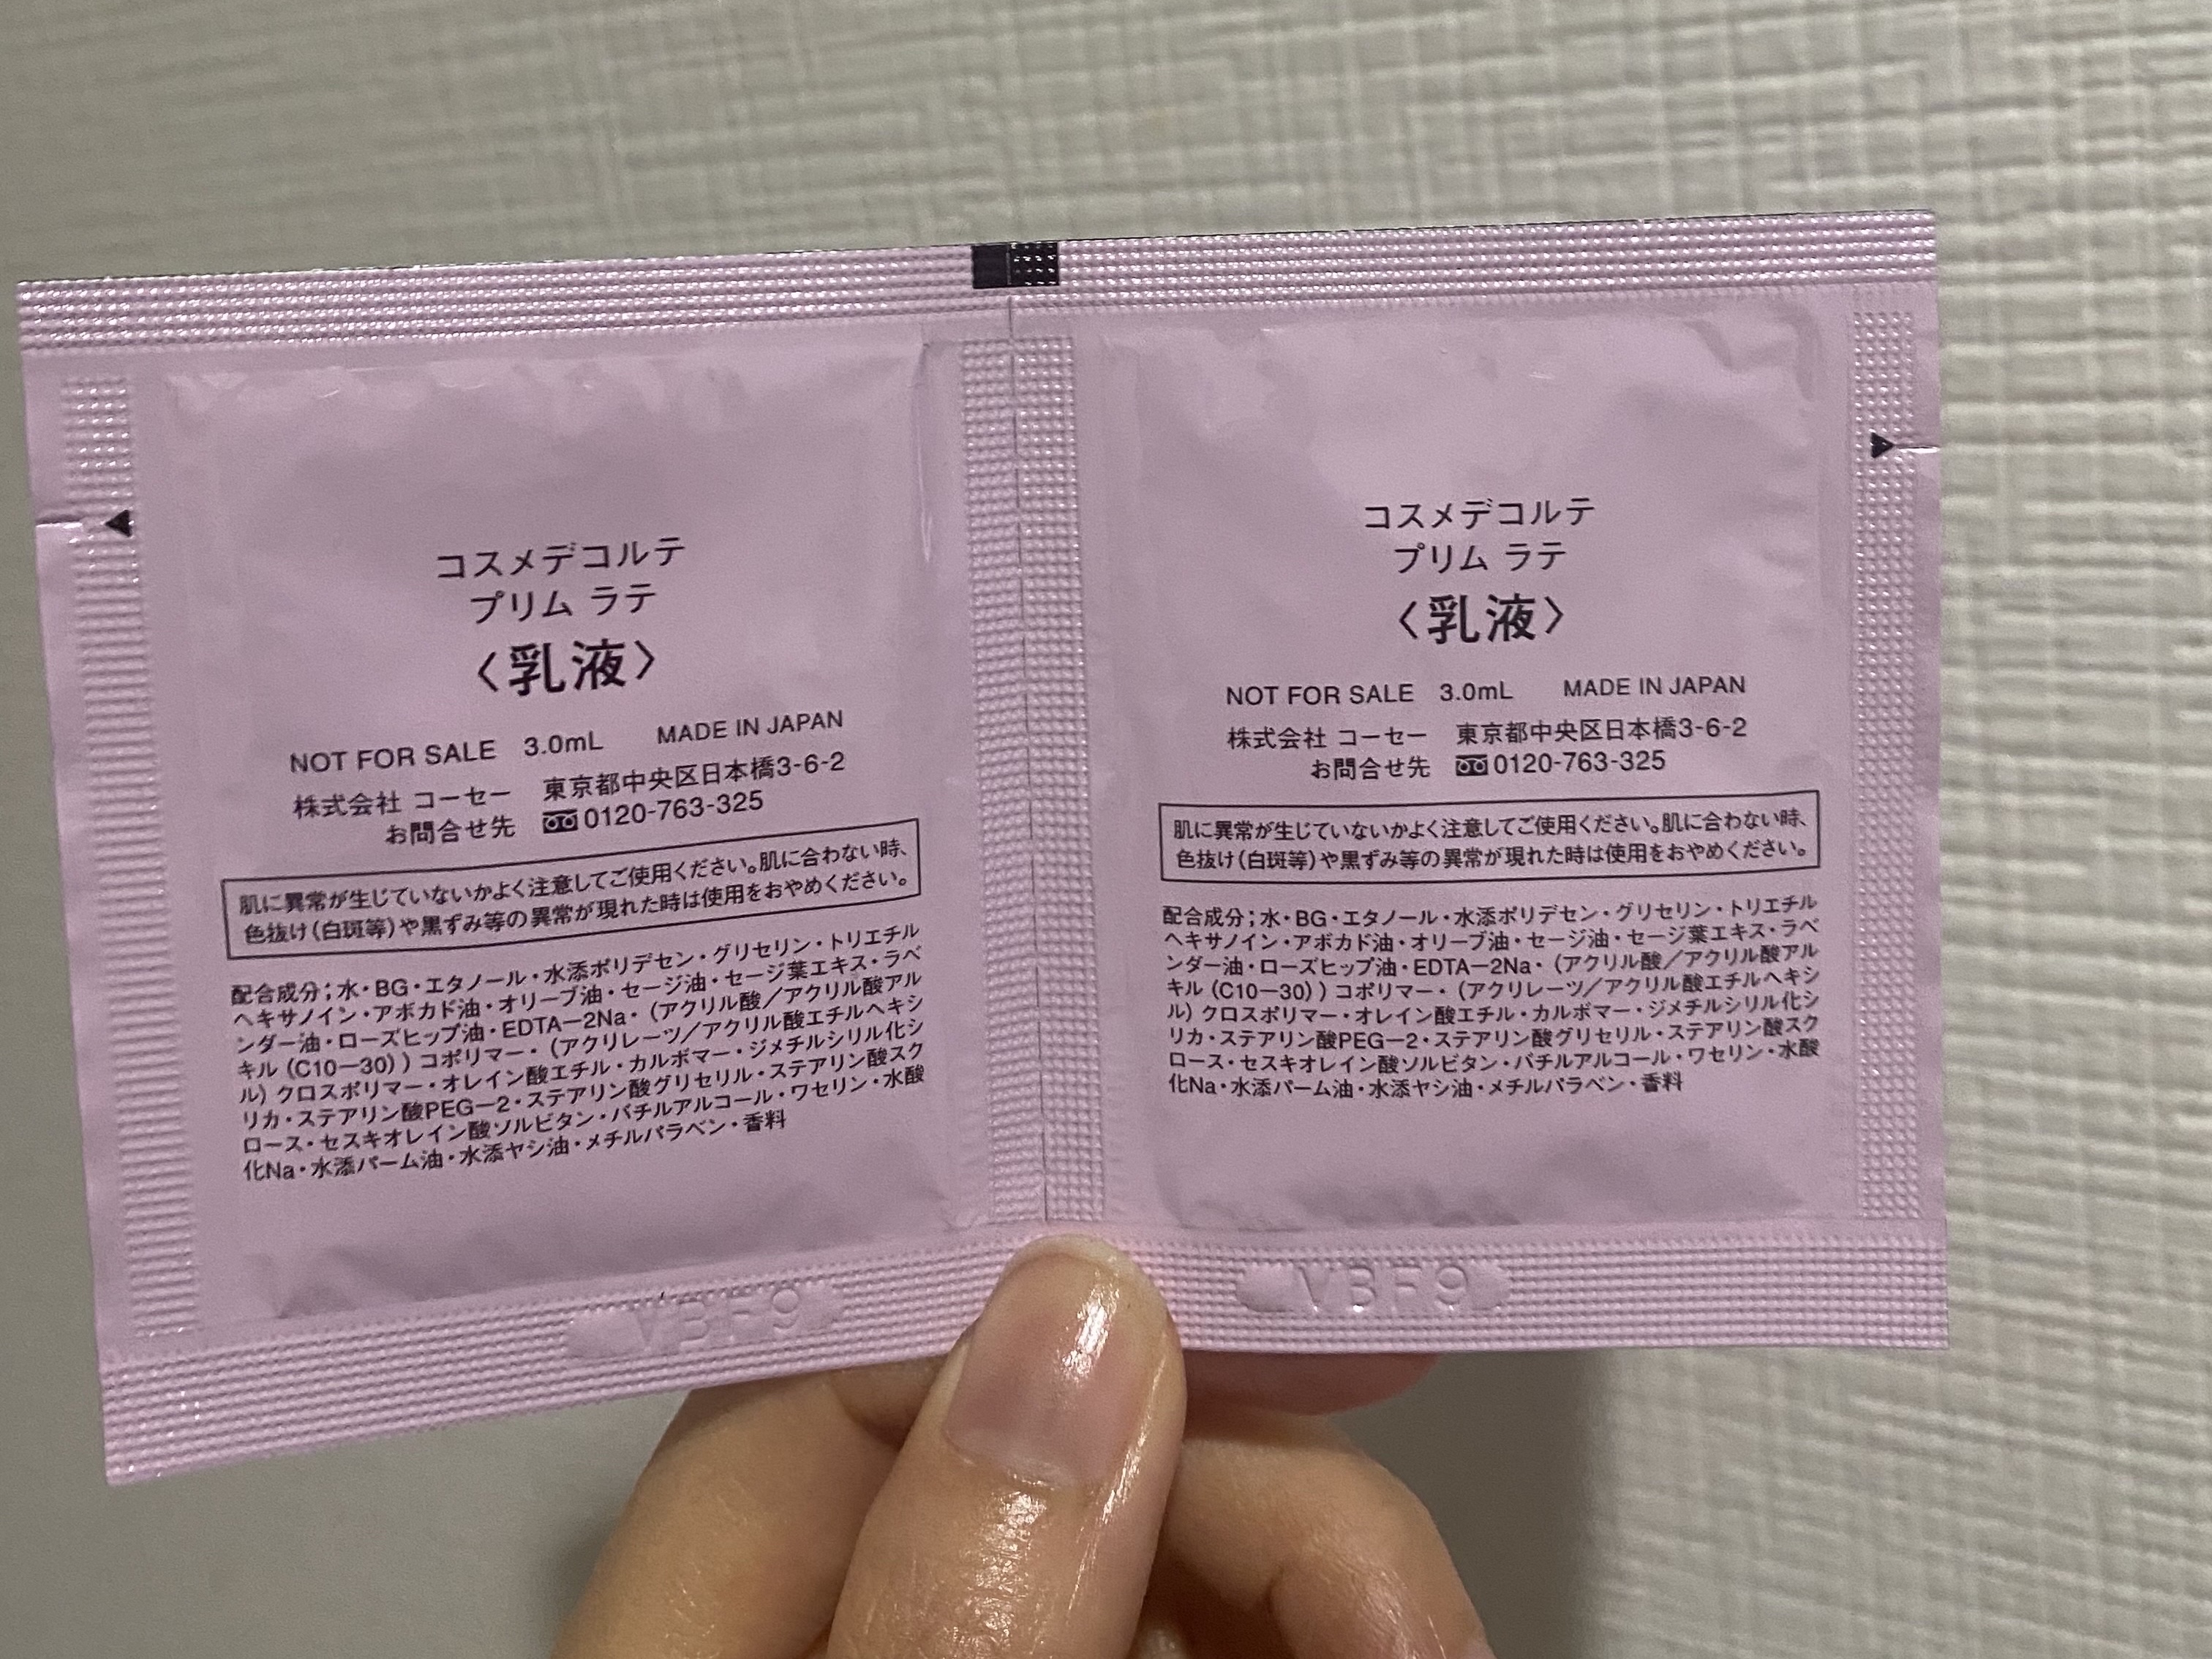 コスメデコルテ
プリム ラテ
〈乳液〉
NOT FOR SALE 3.0mL MADE IN JAPAN
株式会社 コーセー 東京都中央区日本橋3-6-2
お問合せ先 0120-763-325
肌に異常が生じていないかよく注意してご使用ください。肌に合わない時、
色抜け(白斑等)や黒ずみ等の異常が現れた時は使用をおやめください。
配合成分;水・BG・エタノール・水添ポリデセン・グリセリン・トリエチル
ヘキサノイン・アボカド油・オリーブ油・セージ油・セージ葉エキス・ラベ
ンダー油・ローズヒップ油・EDTA−2Na・(アクリル酸/アクリル酸アル
キル(C10−30))コポリマー・(アクリレーツ/アクリル酸エチルヘキシ
ル)クロスポリマー・オレイン酸エチル・カルボマー・ジメチルシリル化シ
リカ・ステアリン酸PEG−2・ステアリン酸グリセリル・ステアリン酸スク
ロース・セスキオレイン酸ソルビタン・バチルアルコール・ワセリン・水酸
化Na・水添パーム油・水添ヤシ油・メチルパラベン・香料
VBF9
コスメデコルテ
プリム ラテ
〈乳液〉
NOT FOR SALE 3.0mL MADE IN JAPAN
株式会社 コーセー 東京都中央区日本橋3-6-2
お問合せ先 0120-763-325
肌に異常が生じていないかよく注意してご使用ください。肌に合わない時、
色抜け(白斑等)や黒ずみ等の異常が現れた時は使用をおやめください。
配合成分;水・BG・エタノール・水添ポリデセン・グリセリン・トリエチル
ヘキサノイン・アボカド油・オリーブ油・セージ油・セージ葉エキス・ラベ
ンダー油・ローズヒップ油・EDTA−2Na・(アクリル酸/アクリル酸アル
キル(C10−30))コポリマー・(アクリレーツ/アクリル酸エチルヘキシ
ル)クロスポリマー・オレイン酸エチル・カルボマー・ジメチルシリル化シ
リカ・ステアリン酸PEG−2・ステアリン酸グリセリル・ステアリン酸スク
ロース・セスキオレイン酸ソルビタン・バチルアルコール・ワセリン・水酸
化Na・水添パーム油・水添ヤシ油・メチルパラベン・香料
VBF9